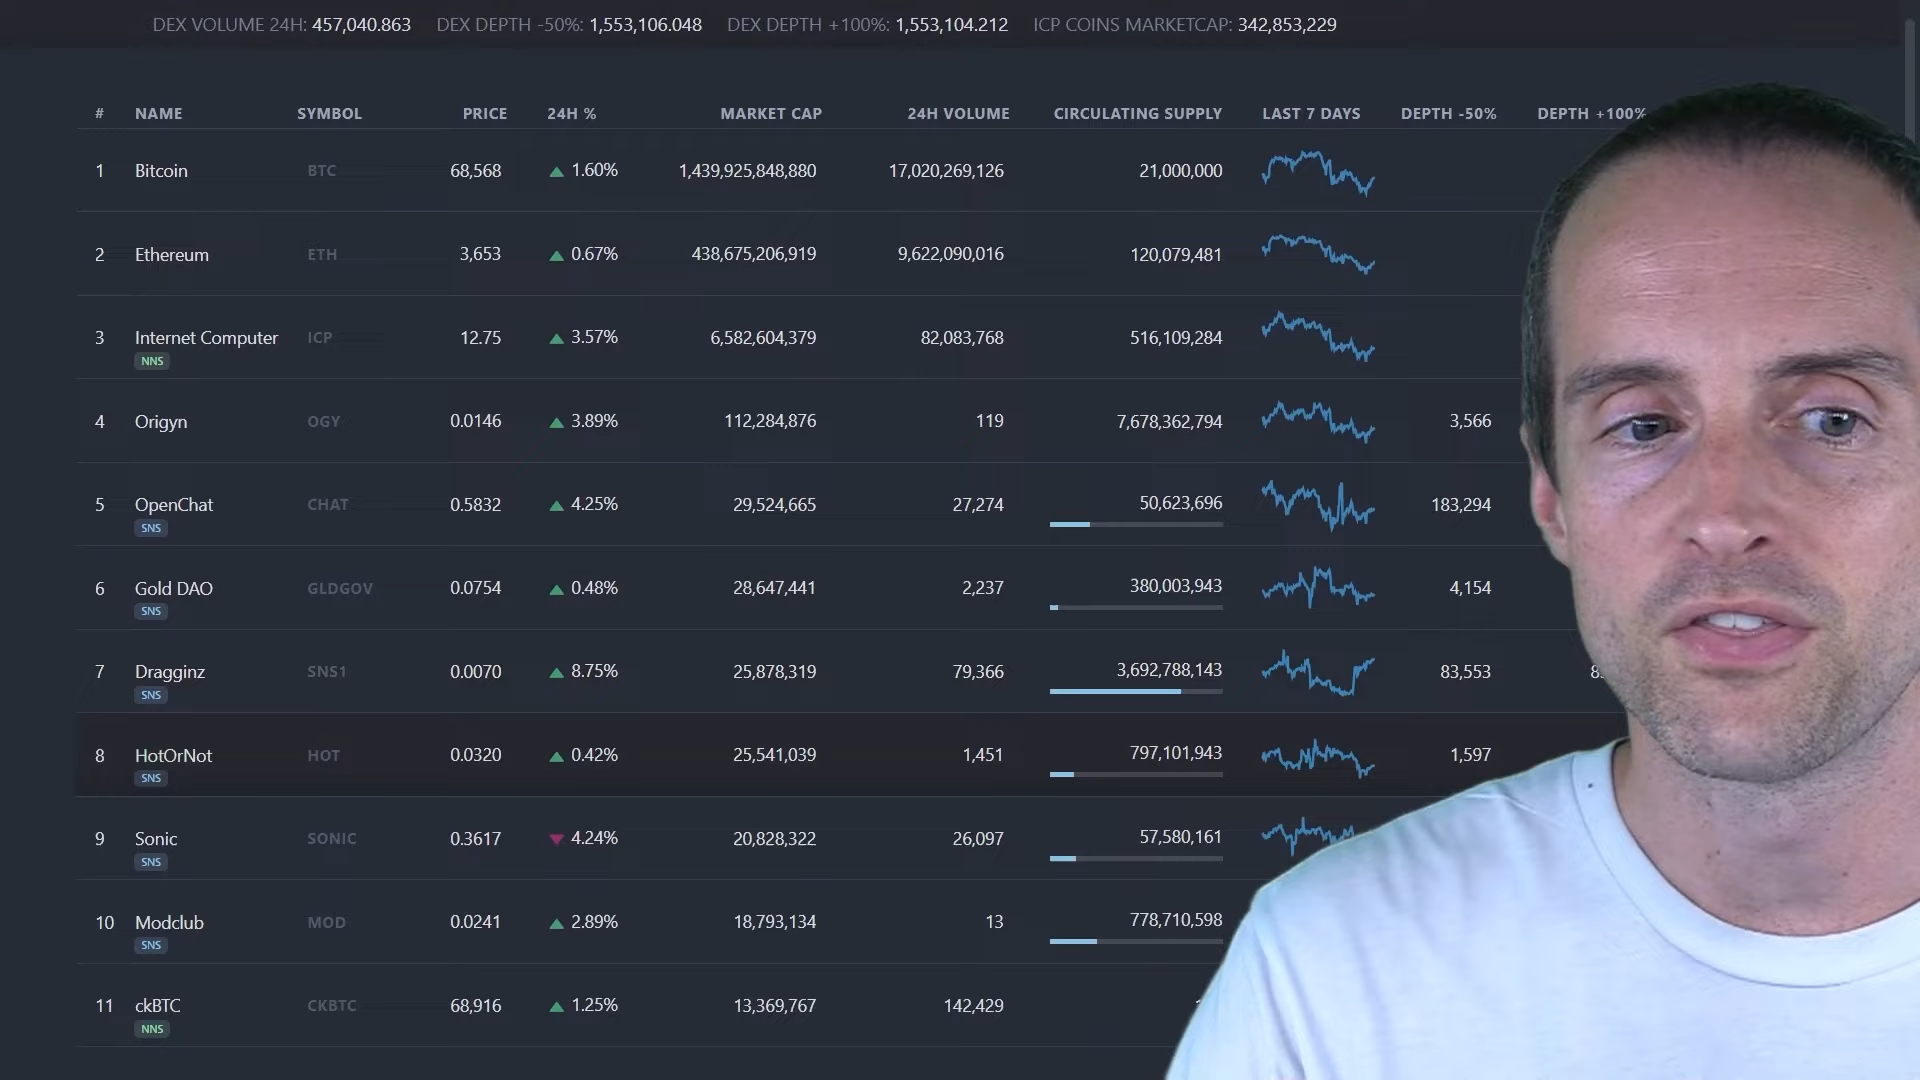 DEX VOLUME 24H: 457,040.863 DEX DEPTH -50%: 1,553,106.048 DEX DEPTH +100%: 1,553,104.212 ICP COINS MARKETCAP: 342,853,229
# NAME SYMBOL PRICE 24H % MARKET CAP 24H VOLUME CIRCULATING SUPPLY LAST 7 DAYS DEPTH -50% DEPTH +100%
1 Bitcoin BTC 68,568 1.60% 1,439,925,848,880 17,020,269,126 21,000,000
2 Ethereum ETH 3,653 0.67% 438,675,206,919 9,622,090,016 120,079,481
3 Internet Computer ICP 12.75 3.57% 6,582,604,379 82,083,768 516,109,284
NNS
4 Origyn OGY 0.0146 3.89% 112,284,876 119 7,678,362,794 3,566
5 OpenChat CHAT 0.5832 4.25% 29,524,665 27,274 50,623,696 183,294
SNS
6 Gold DAO GLDGOV 0.0754 0.48% 28,647,441 2,237 380,003,943 4,154
SNS
7 Dragginz SNS1 0.0070 8.75% 25,878,319 79,366 3,692,788,143 83,553
SNS
8 HotOrNot HOT 0.0320 0.42% 25,541,039 1,451 797,101,943 1,597
SNS
9 Sonic SONIC 0.3617 4.24% 20,828,322 26,097 57,580,161
SNS
10 Modclub MOD 0.0241 2.89% 18,793,134 13 778,710,598
SNS
11 ckBTC CKBTC 68,916 1.25% 13,369,767 142,429
NNS